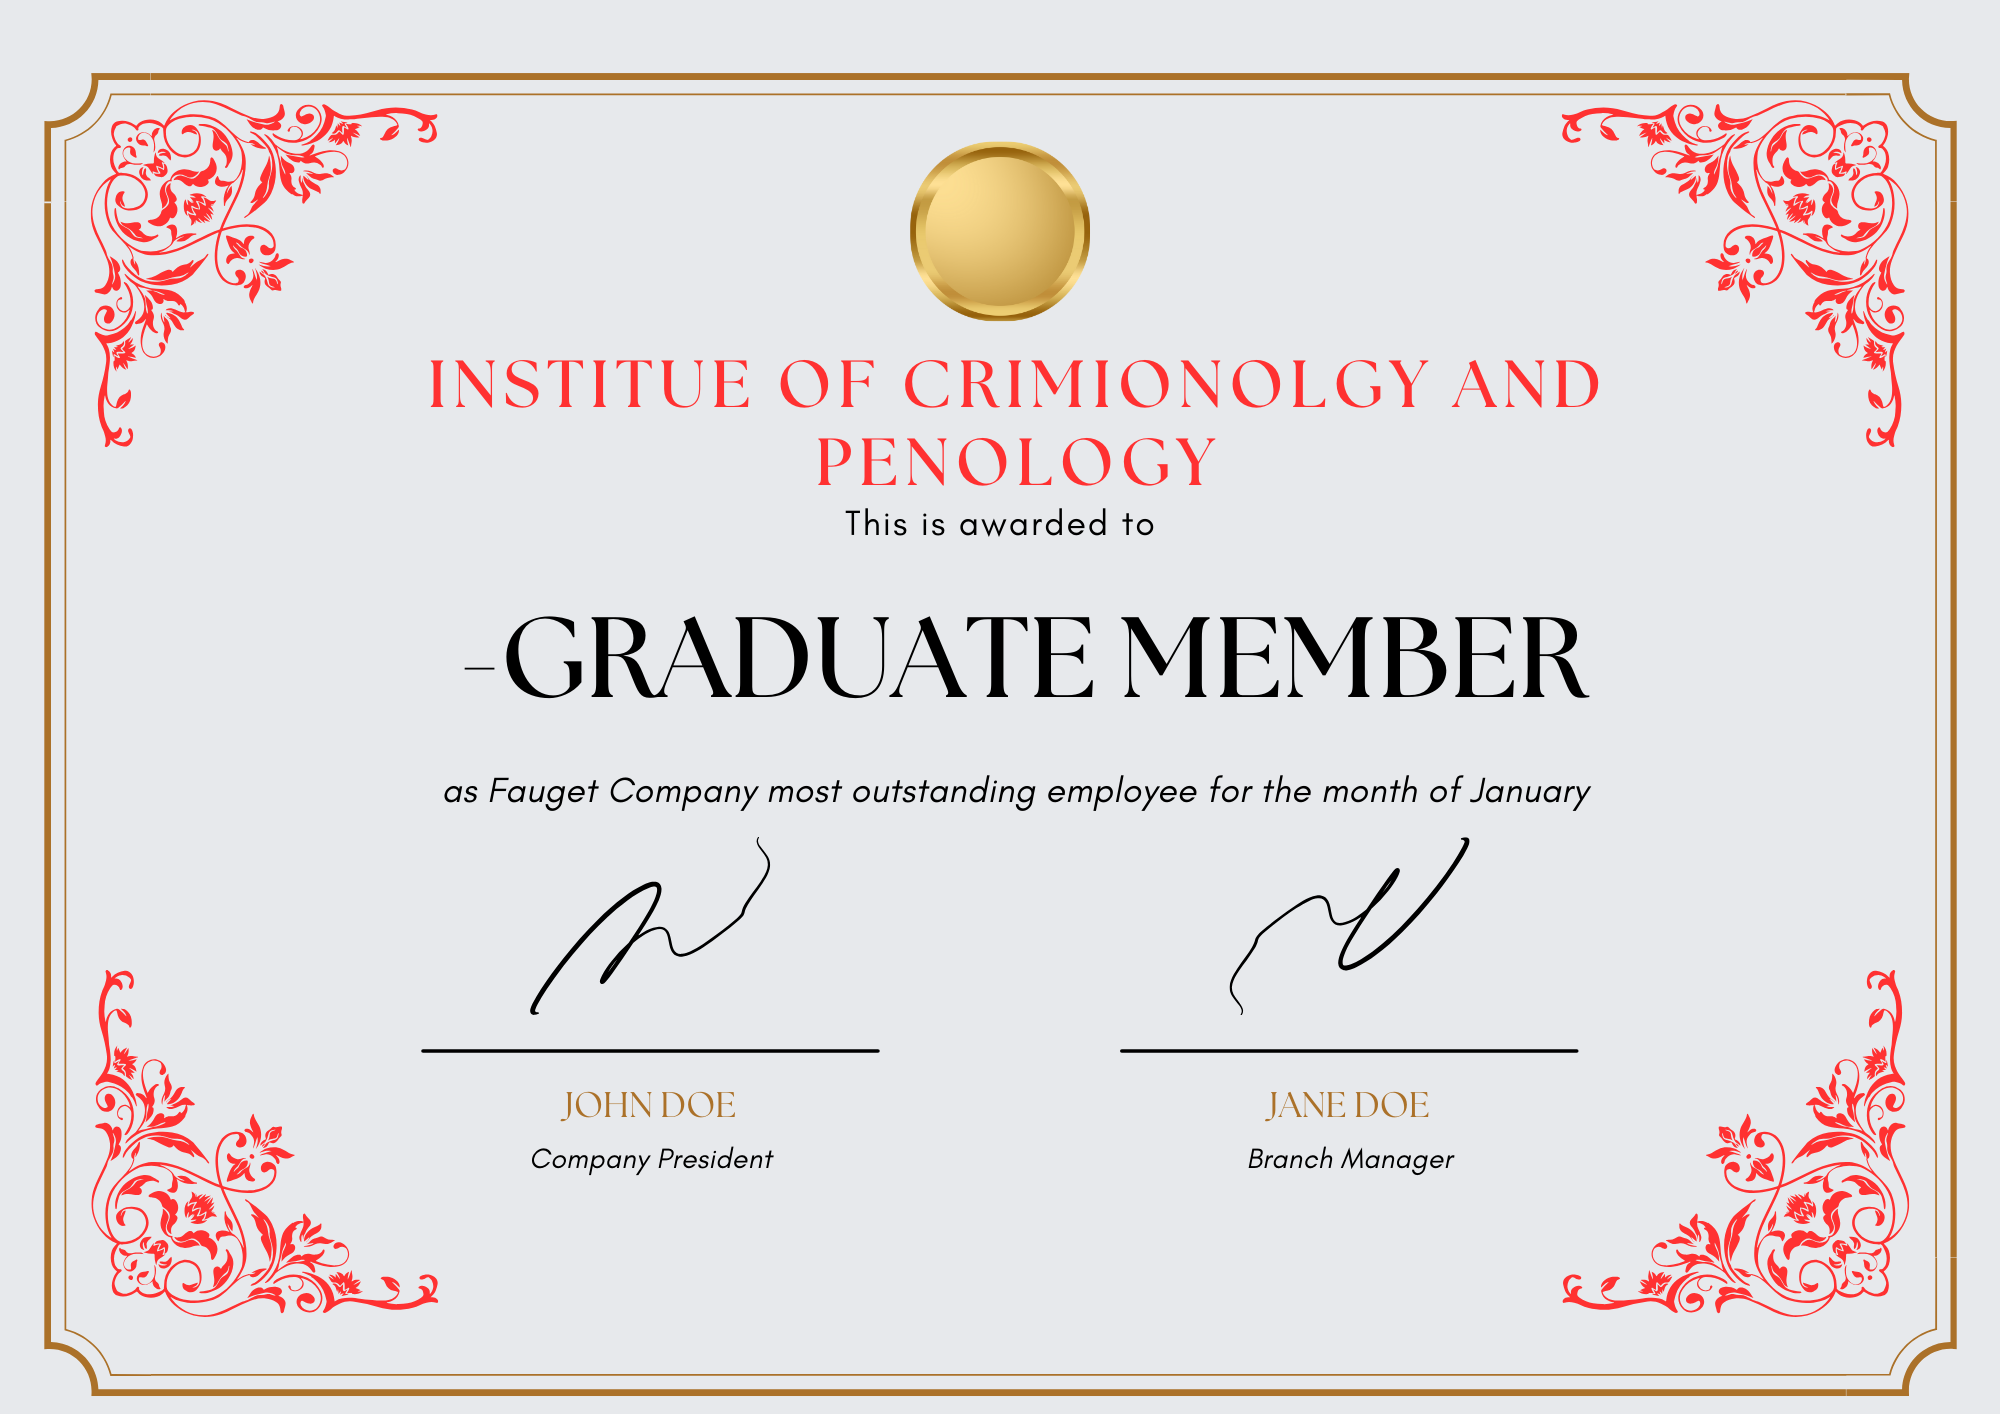 INSTITUE OF CRIMIONOLGY AND
PENOLOGY
This is awarded to
-GRADUATE MEMBER
as Fauget Company most outstanding employee for the month of January
JOHN DOE
Company President
JANE DOE
Branch Manager